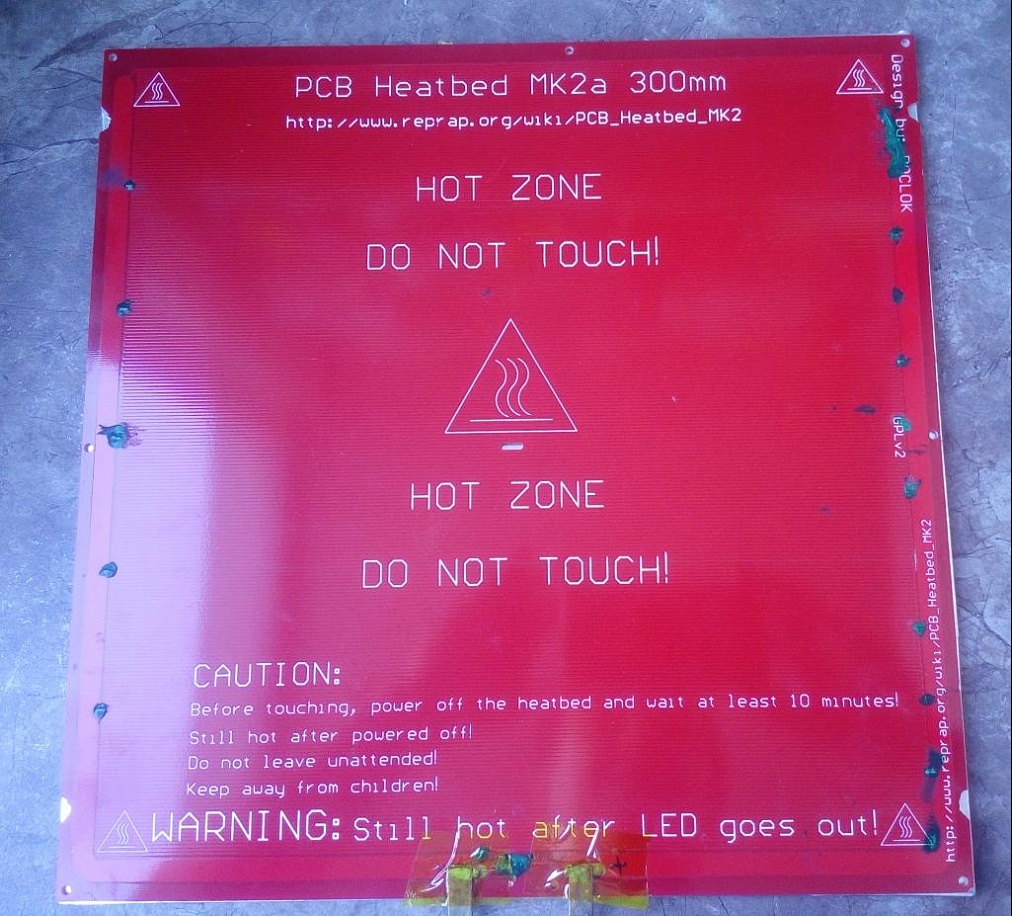 PCB Heatbed MK2a 300mm
http://www.reprap.org/wiki/PCB_Heatbed_MK2
HOT ZONE
DO NOT TOUCH!
HOT ZONE
DO NOT TOUCH!
CAUTION:
Before touching, power off the heatbed and wait at least 10 minutes!
Still hot after powered off!
Do not leave unattended!
Keep away from children!
WARNING: Still hot after LED goes out!
Design by:
GPLv2
http://www.reprap.org/wiki/PCB_Heatbed_MK2
+